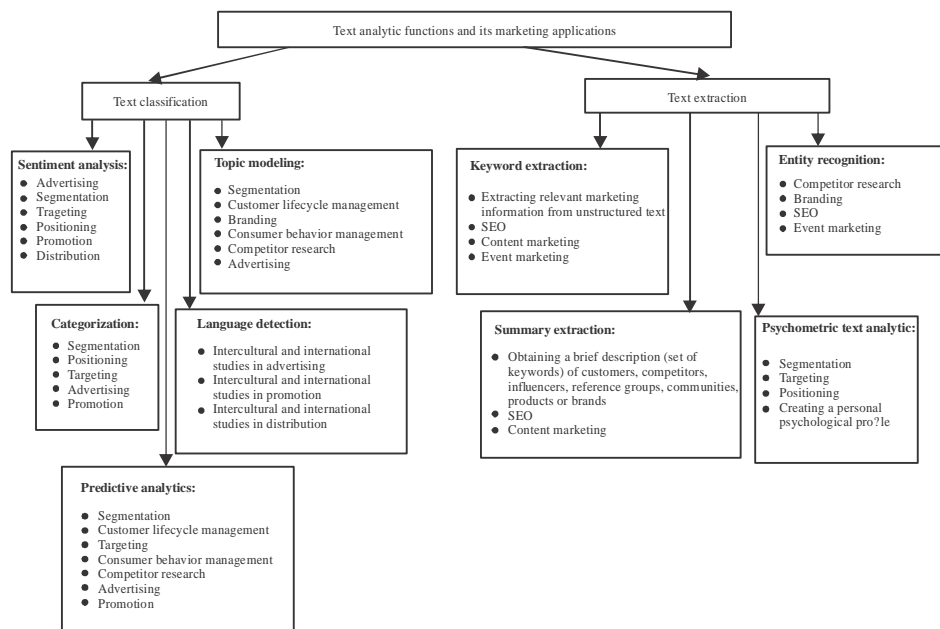 Text analytic functions and its marketing applications
Text classification
Text extraction
Sentiment analysis:
● Advertising
● Segmentation
● Trageting
● Positioning
● Promotion
● Distribution
Topic modeling:
● Segmentation
● Customer lifecycle management
● Branding
● Consumer behavior management
● Competitor research
● Advertising
Keyword extraction:
● Extracting relevant marketing
information from unstructured text
● SEO
● Content marketing
● Event marketing
Entity recognition:
● Competitor research
● Branding
● SEO
● Event marketing
Categorization:
● Segmentation
● Positioning
● Targeting
● Advertising
● Promotion
Language detection:
● Intercultural and international
studies in advertising
● Intercultural and international
studies in promotion
● Intercultural and international
studies in distribution
Summary extraction:
● Obtaining a brief description (set of
keywords) of customers, competitors,
influencers, reference groups, communities,
products or brands
● SEO
● Content marketing
Psychometric text analytic:
● Segmentation
● Targeting
● Positioning
● Creating a personal
psychological pro?le
Predictive analytics:
● Segmentation
● Customer lifecycle management
● Targeting
● Consumer behavior management
● Competitor research
● Advertising
● Promotion